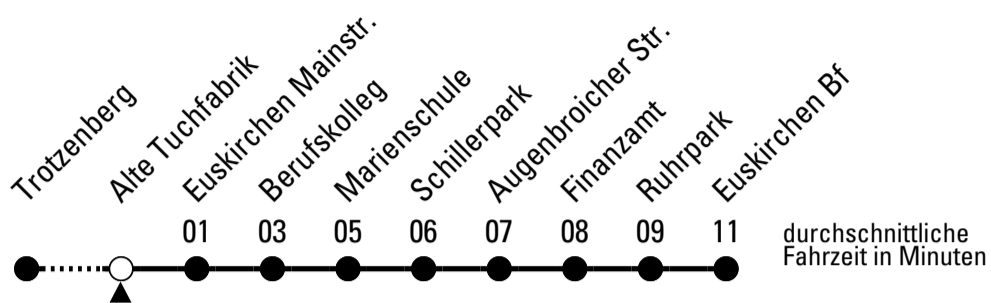 Trotzenberg
Alte Tuchfabrik
Euskirchen Mainstr.
Berufskolleg
Marienschule
Schillerpark
Augenbroicher Str.
Finanzamt
Ruhrpark
Euskirchen Bf
01 03 05 06 07 08 09 11
durchschnittliche
Fahrzeit in Minuten